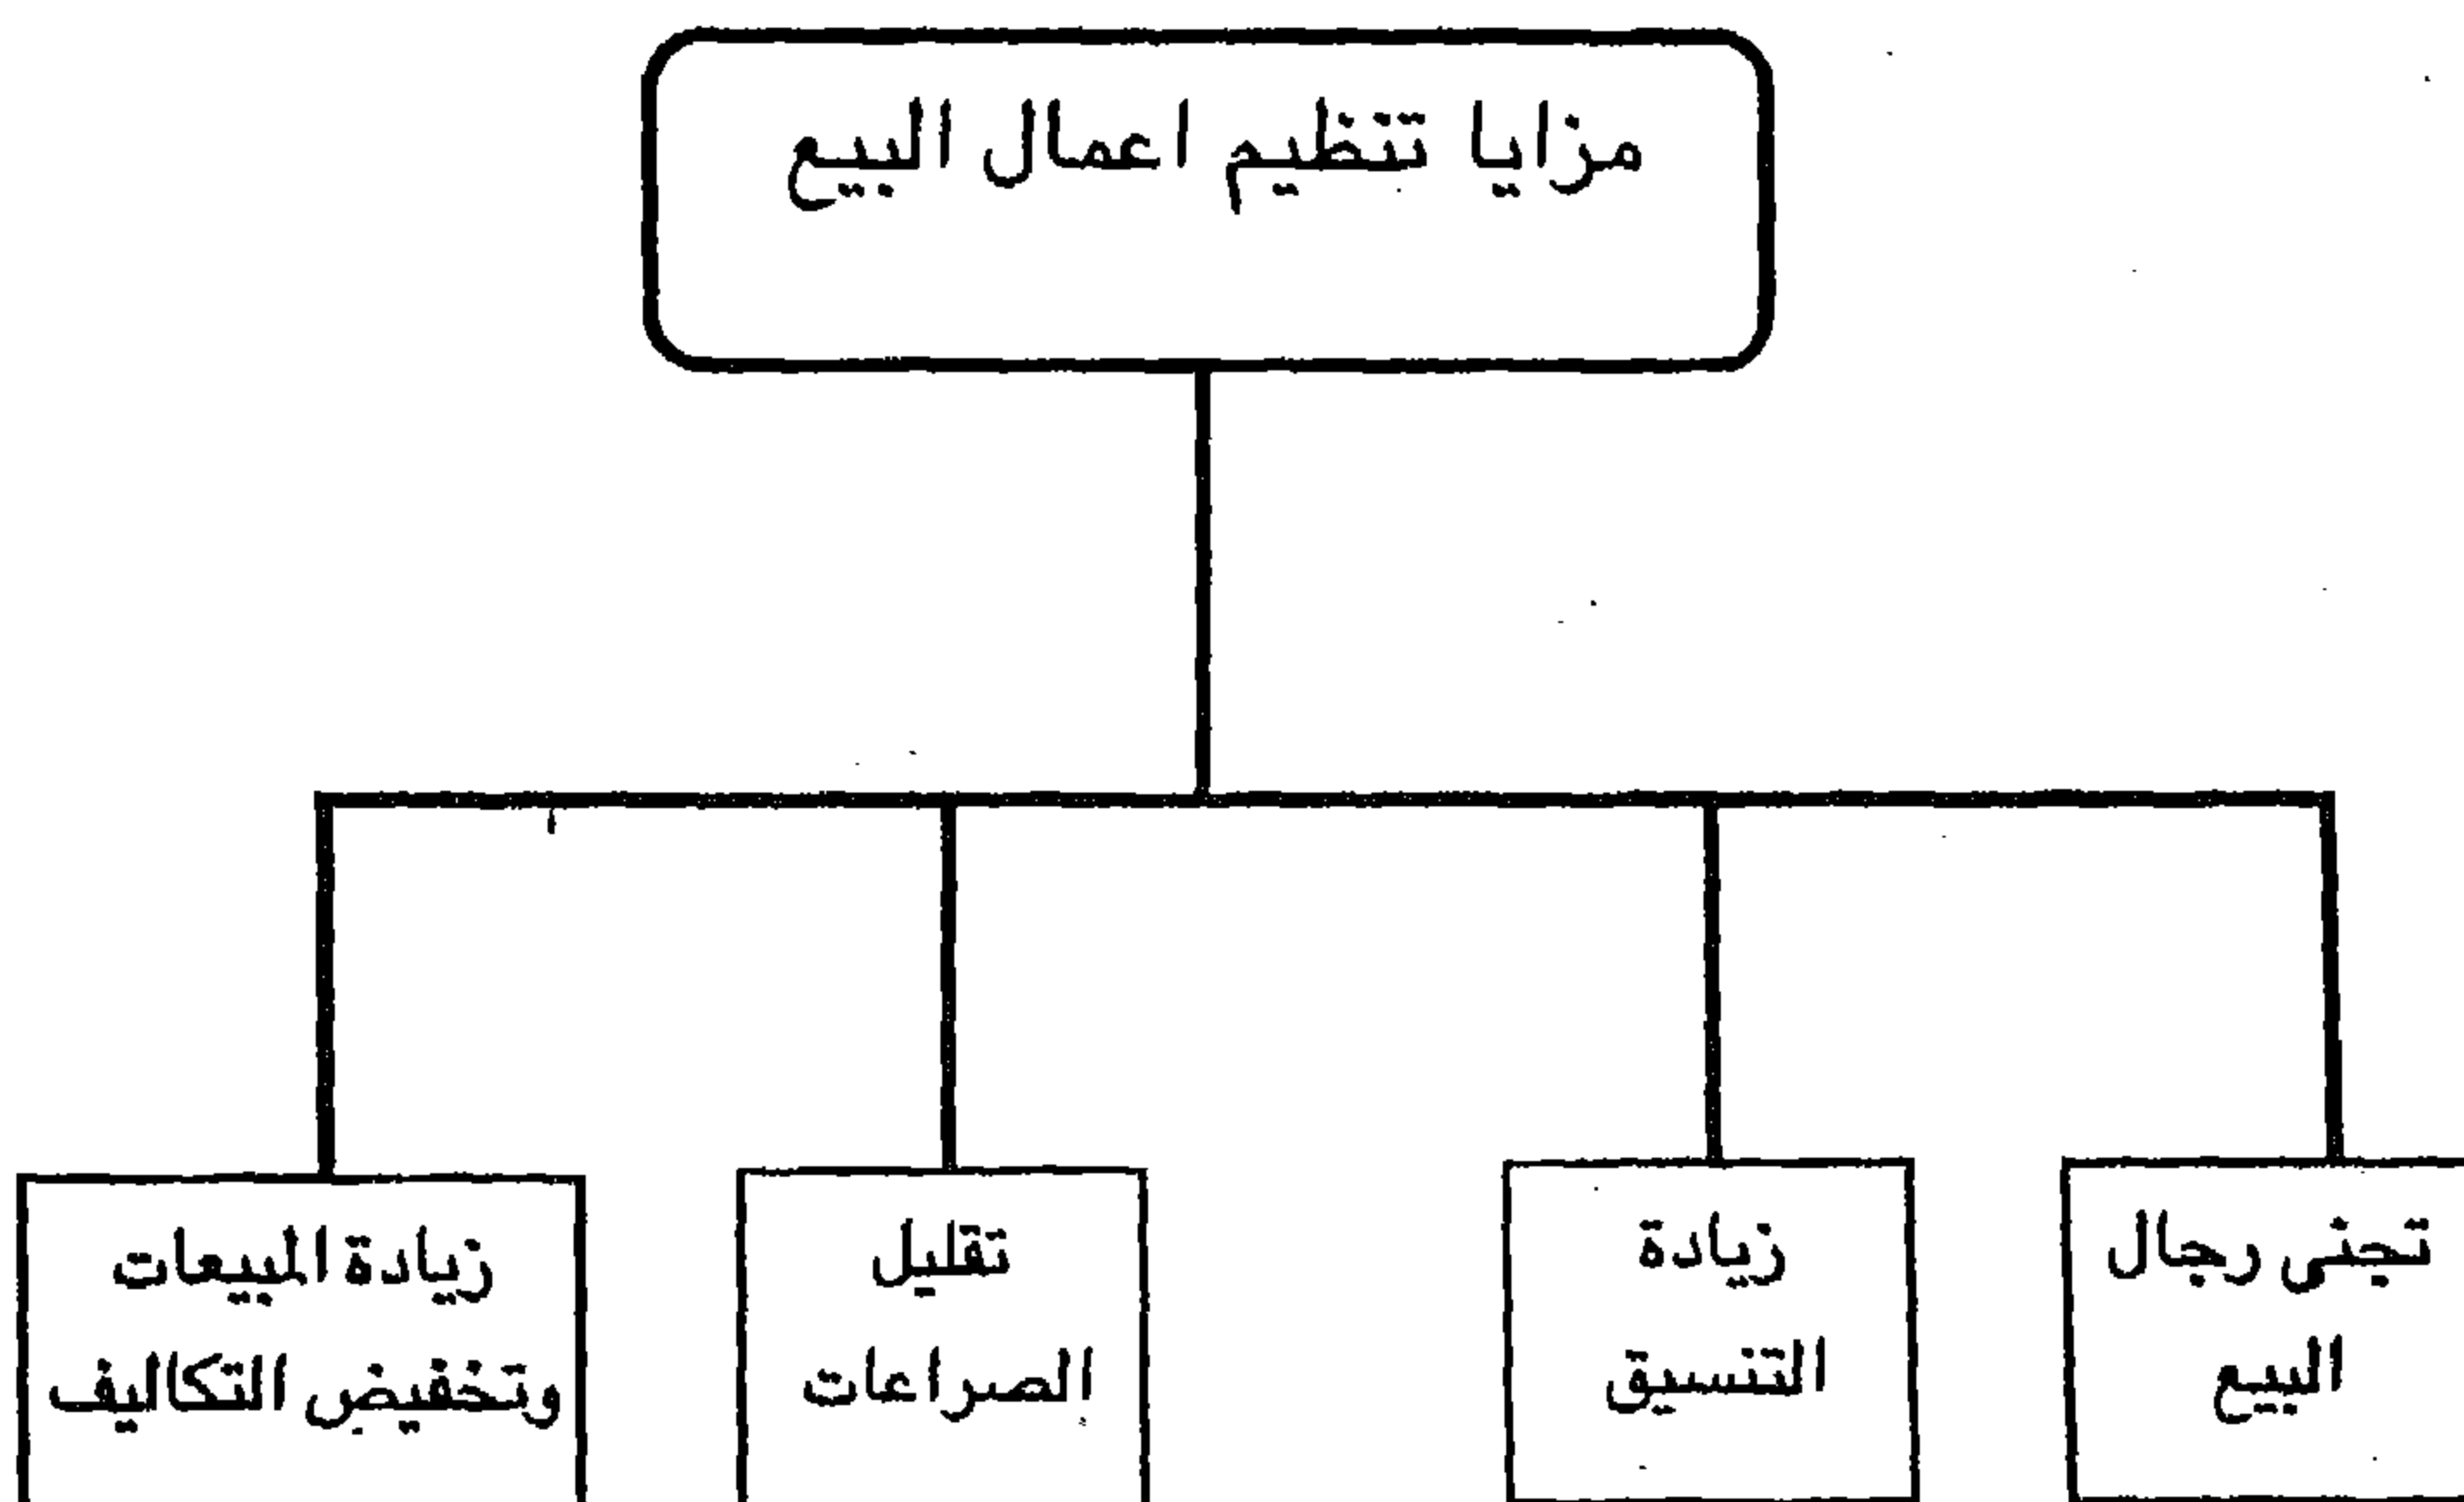 مزايا تنظيم اعمال البيع
تجنى رجال
البيع
زيادة
التنسيق
تقليل
الصراعات
زيادة المبيعات
وتخفيض التكاليف